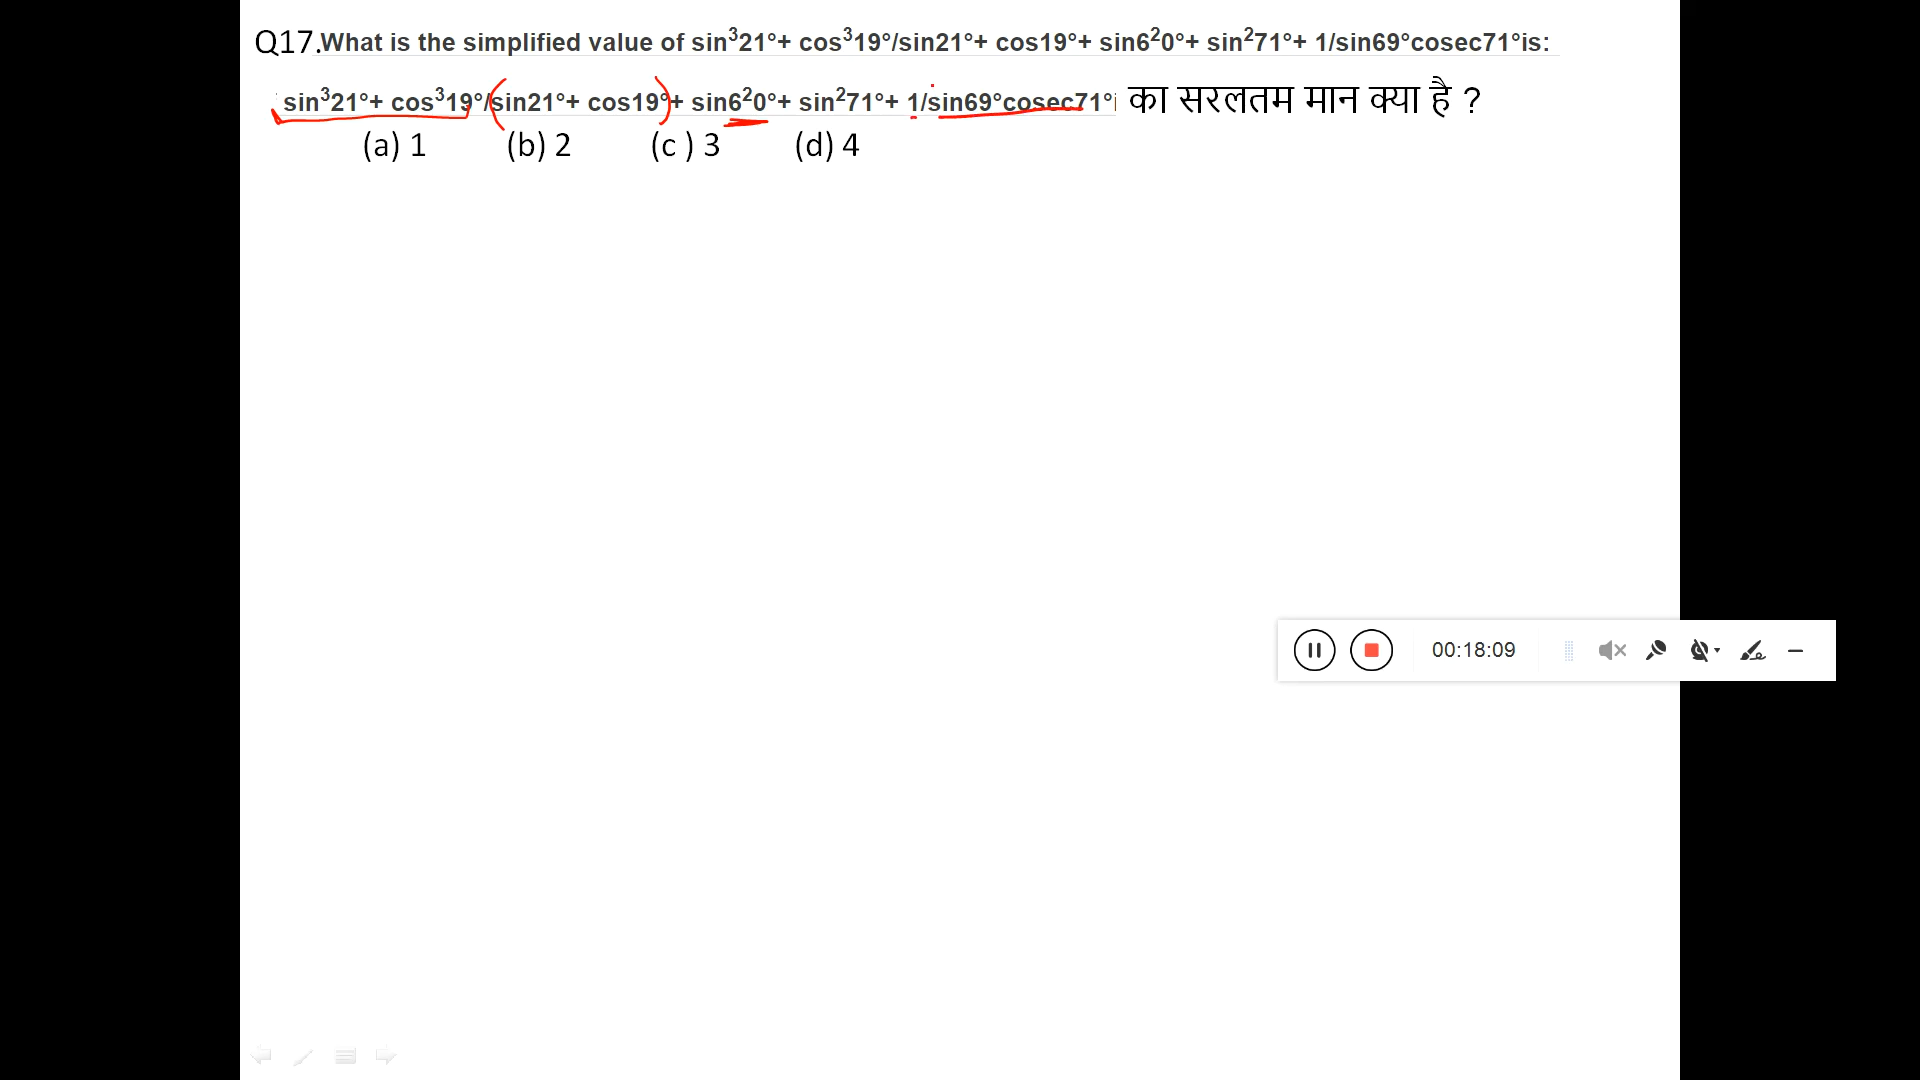 Q17.What is the simplified value of sin³21°+ cos³19°/sin21°+ cos19°+ sin6²0°+ sin²71°+ 1/sin69°cosec71°is:
sin³21°+ cos³19°/sin21°+ cos19°+ sin6²0°+ sin²71°+ 1/sin69°cosec71°i का सरलतम मान क्या है ?
(a) 1 (b) 2 (c ) 3 (d) 4
00:18:09